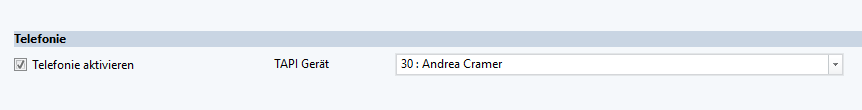 Telefonie
Telefonie aktivieren TAPI Gerät 30 : Andrea Cramer